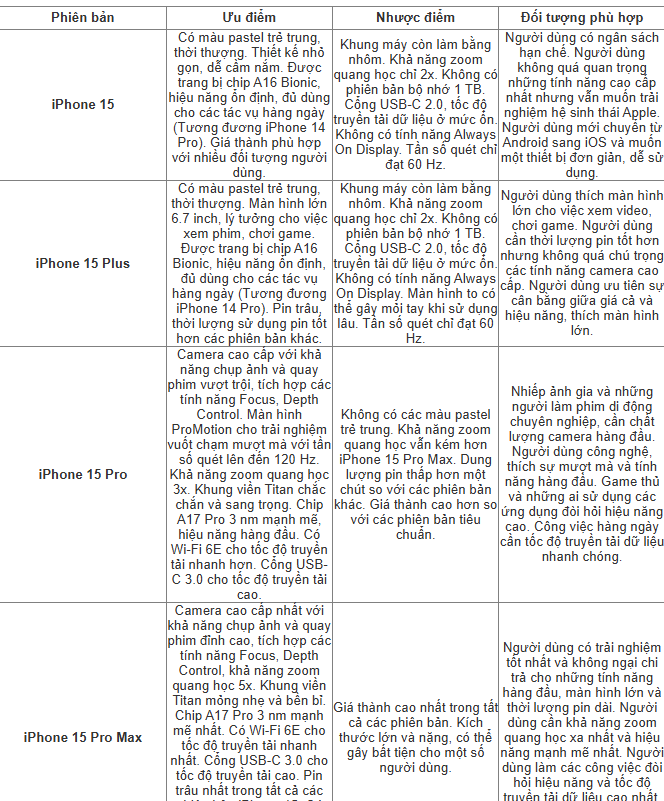 Phiên bản
Ưu điểm
Nhược điểm
Đối tượng phù hợp
iPhone 15
Có màu pastel trẻ trung,
thời thượng. Thiết kế nhỏ
gọn, dễ cầm nắm. Được
trang bị chip A16 Bionic,
hiệu năng ổn định, đủ dùng
cho các tác vụ hàng ngày
(Tương đương iPhone 14
Pro). Giá thành phù hợp
với nhiều đối tượng người
dùng.
Khung máy còn làm bằng
nhôm. Khả năng zoom
quang học chỉ 2x. Không có
phiên bản bộ nhớ 1 TB.
Cổng USB-C 2.0, tốc độ
truyền tải dữ liệu ở mức ổn.
Không có tính năng Always
On Display. Tần số quét chỉ
đạt 60 Hz.
Người dùng có ngân sách
hạn chế. Người dùng
không quá quan trọng
những tính năng cao cấp
nhất nhưng vẫn muốn trải
nghiệm hệ sinh thái Apple.
Người dùng mới chuyển từ
Android sang iOS và muốn
một thiết bị đơn giản, dễ sử
dụng.
iPhone 15 Plus
Có màu pastel trẻ trung,
thời thượng. Màn hình lớn
6.7 inch, lý tưởng cho việc
xem phim, chơi game.
Được trang bị chip A16
Bionic, hiệu năng ổn định,
đủ dùng cho các tác vụ
hàng ngày (Tương đương
iPhone 14 Pro). Pin trâu,
thời lượng sử dụng pin tốt
hơn các phiên bản khác.
Khung máy còn làm bằng
nhôm. Khả năng zoom
quang học chỉ 2x. Không có
phiên bản bộ nhớ 1 TB.
Cổng USB-C 2.0, tốc độ
truyền tải dữ liệu ở mức ổn.
Không có tính năng Always
On Display. Màn hình to có
thể gây mỏi tay khi sử dụng
lâu. Tần số quét chỉ đạt 60
Hz.
Người dùng thích màn hình
lớn cho việc xem video,
chơi game. Người dùng
cần thời lượng pin tốt hơn
nhưng không quá chú trọng
các tính năng camera cao
cấp. Người dùng ưu tiên sự
cân bằng giữa giá cả và
hiệu năng, thích màn hình
lớn.
iPhone 15 Pro
Camera cao cấp với khả
năng chụp ảnh và quay
phim vượt trội, tích hợp các
tính năng Focus, Depth
Control. Màn hình
ProMotion cho trải nghiệm
vuốt chạm mượt mà với tần
số quét lên đến 120 Hz.
Khả năng zoom quang học
3x. Khung viền Titan chắc
chắn và sang trọng. Chip
A17 Pro 3 nm mạnh mẽ,
hiệu năng hàng đầu. Có
Wi-Fi 6E cho tốc độ truyền
tải nhanh hơn. Cổng USB-
C 3.0 cho tốc độ truyền tải
cao.
Không có các màu pastel
trẻ trung. Khả năng zoom
quang học vẫn kém hơn
iPhone 15 Pro Max. Dung
lượng pin thấp hơn một
chút so với các phiên bản
khác. Giá thành cao hơn so
với các phiên bản tiêu
chuẩn.
Nhiếp ảnh gia và những
người làm phim di động
chuyên nghiệp, cần chất
lượng camera hàng đầu.
Người dùng công nghệ,
thích sự mượt mà và tính
năng hàng đầu. Game thủ
và những ai sử dụng các
ứng dụng đòi hỏi hiệu năng
cao. Công việc hàng ngày
cần tốc độ truyền tải dữ liệu
nhanh chóng.
iPhone 15 Pro Max
Camera cao cấp nhất với
khả năng chụp ảnh và quay
phim đỉnh cao, tích hợp các
tính năng Focus, Depth
Control, khả năng zoom
quang học 5x. Khung viền
Titan mỏng nhẹ và bền bỉ.
Chip A17 Pro 3 nm mạnh
mẽ nhất. Có Wi-Fi 6E cho
tốc độ truyền tải nhanh
nhất. Cổng USB-C 3.0 cho
tốc độ truyền tải cao. Pin
trâu nhất trong tất cả các
Giá thành cao nhất trong tất
cả các phiên bản. Kích
thước lớn và nặng, có thể
gây bất tiện cho một số
người dùng.
Người dùng có trải nghiệm
tốt nhất và không ngại chi
trả cho những tính năng
hàng đầu, màn hình lớn và
thời lượng pin dài. Người
dùng cần khả năng zoom
quang học xa nhất và hiệu
năng mạnh mẽ nhất. Người
dùng làm các công việc đòi
hỏi hiệu năng và tốc độ
truyền tải dữ liệu cao nhất